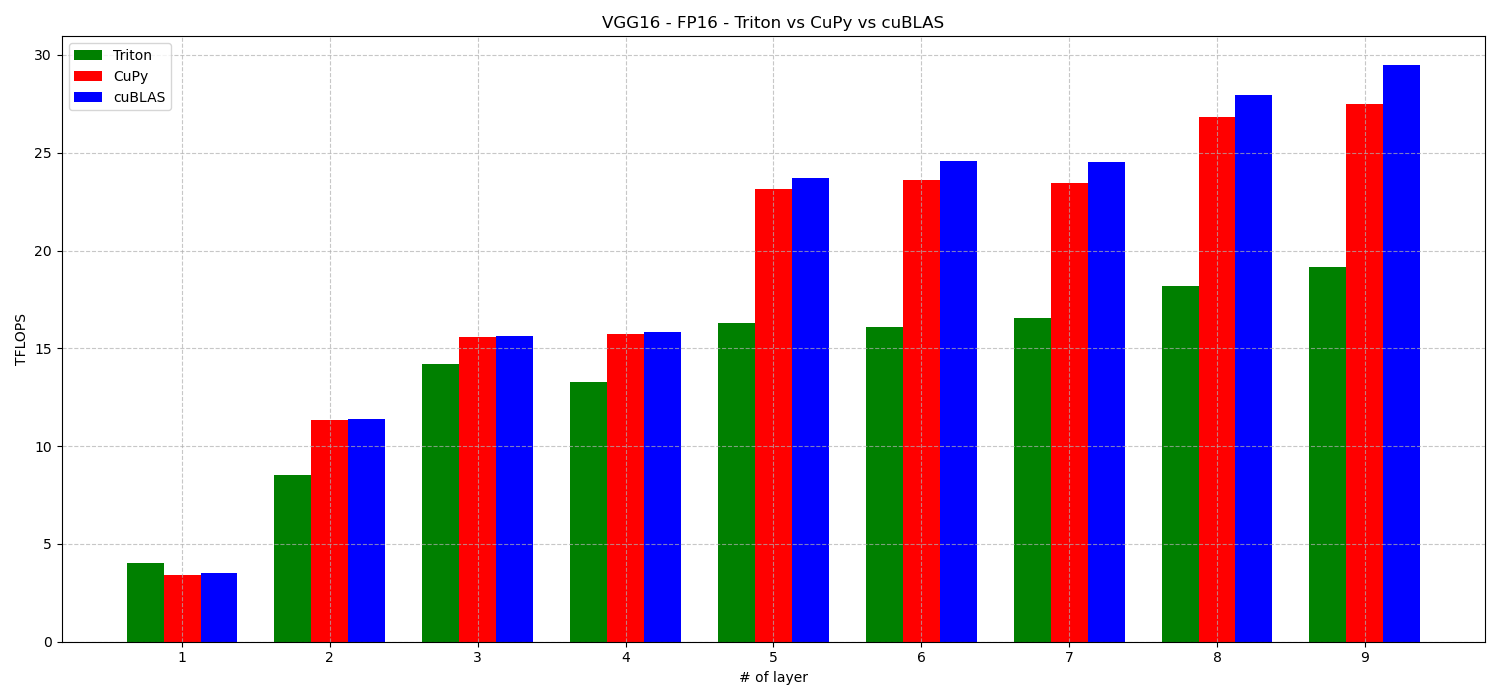 VGG16 - FP16 - Triton vs CuPy vs cuBLAS
Triton
CuPy
cuBLAS
TFLOPS
30
25
20
15
10
5
0
1 2 3 4 5 6 7 8 9
# of layer